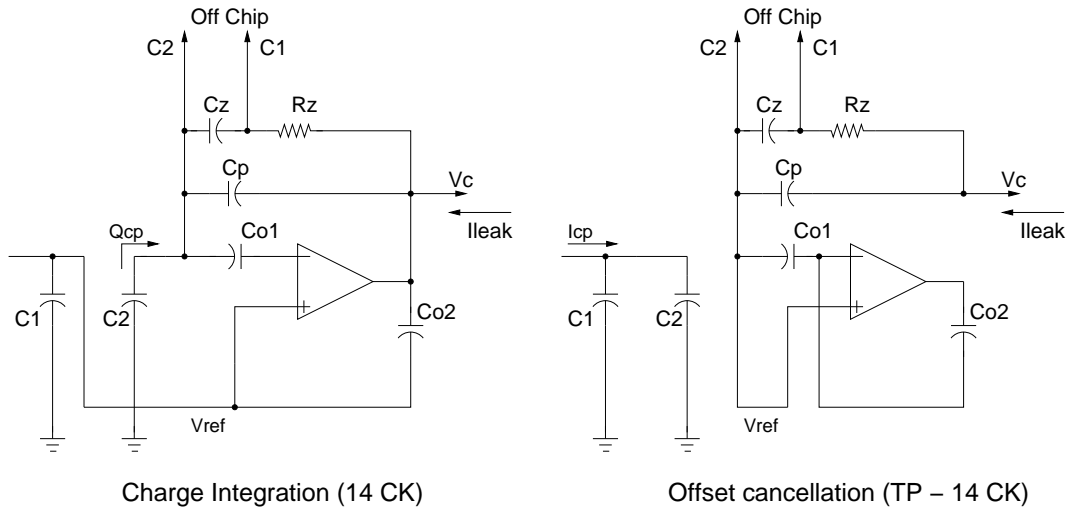 Off Chip
C2
C1
Cz
Rz
Cp
Vc
Ileak
Qcp
Co1
−
+
C1
C2
Co2
Vref
Charge Integration (14 CK)
Off Chip
C2
C1
Cz
Rz
Cp
Vc
Ileak
Icp
Co1
−
+
C1
C2
Co2
Vref
Offset cancellation (TP − 14 CK)